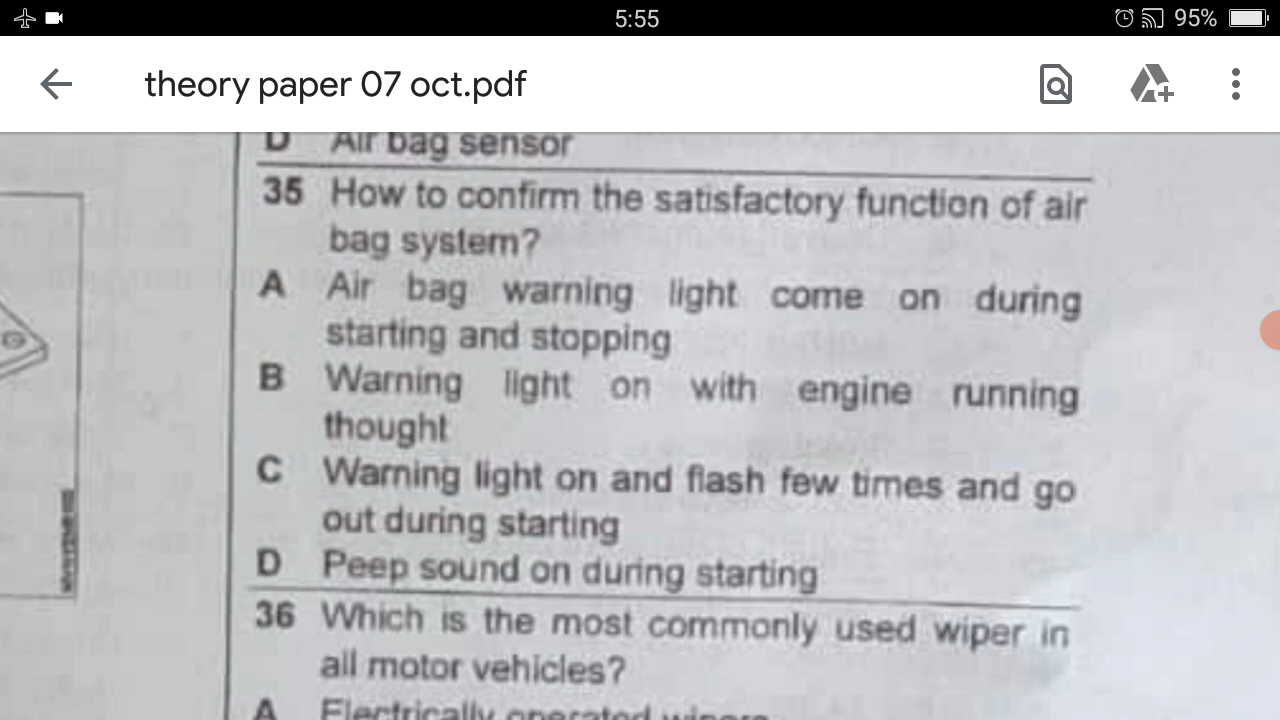 5:55
95%
theory paper 07 oct.pdf
D Air bag sensor
35 How to confirm the satisfactory function of air
bag system?
A Air bag warning light come on during
starting and stopping
B Warning light on with engine running
thought
C Warning light on and flash few times and go
out during starting
D Peep sound on during starting
36 Which is the most commonly used wiper in
all motor vehicles?
A Electrically operated wipers